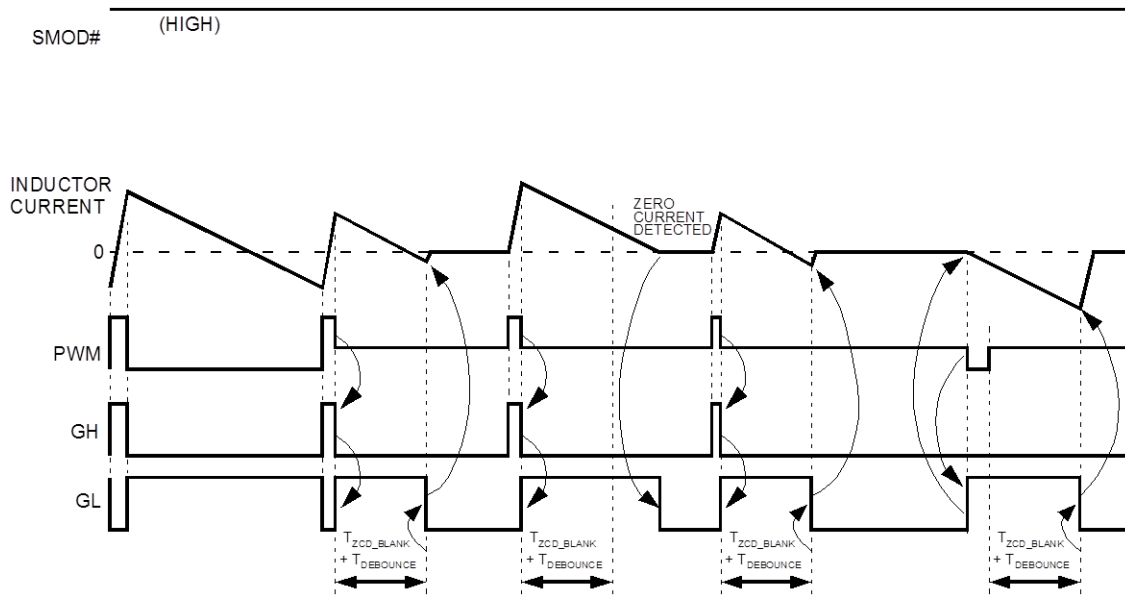 (HIGH)
SMOD#
INDUCTOR
CURRENT
0
ZERO
CURRENT
DETECTED
PWM
GH
GL
TZCD_BLANK
+ TDEBOUNCE
TZCD_BLANK
+ TDEBOUNCE
TZCD_BLANK
+ TDEBOUNCE
TZCD_BLANK
+ TDEBOUNCE